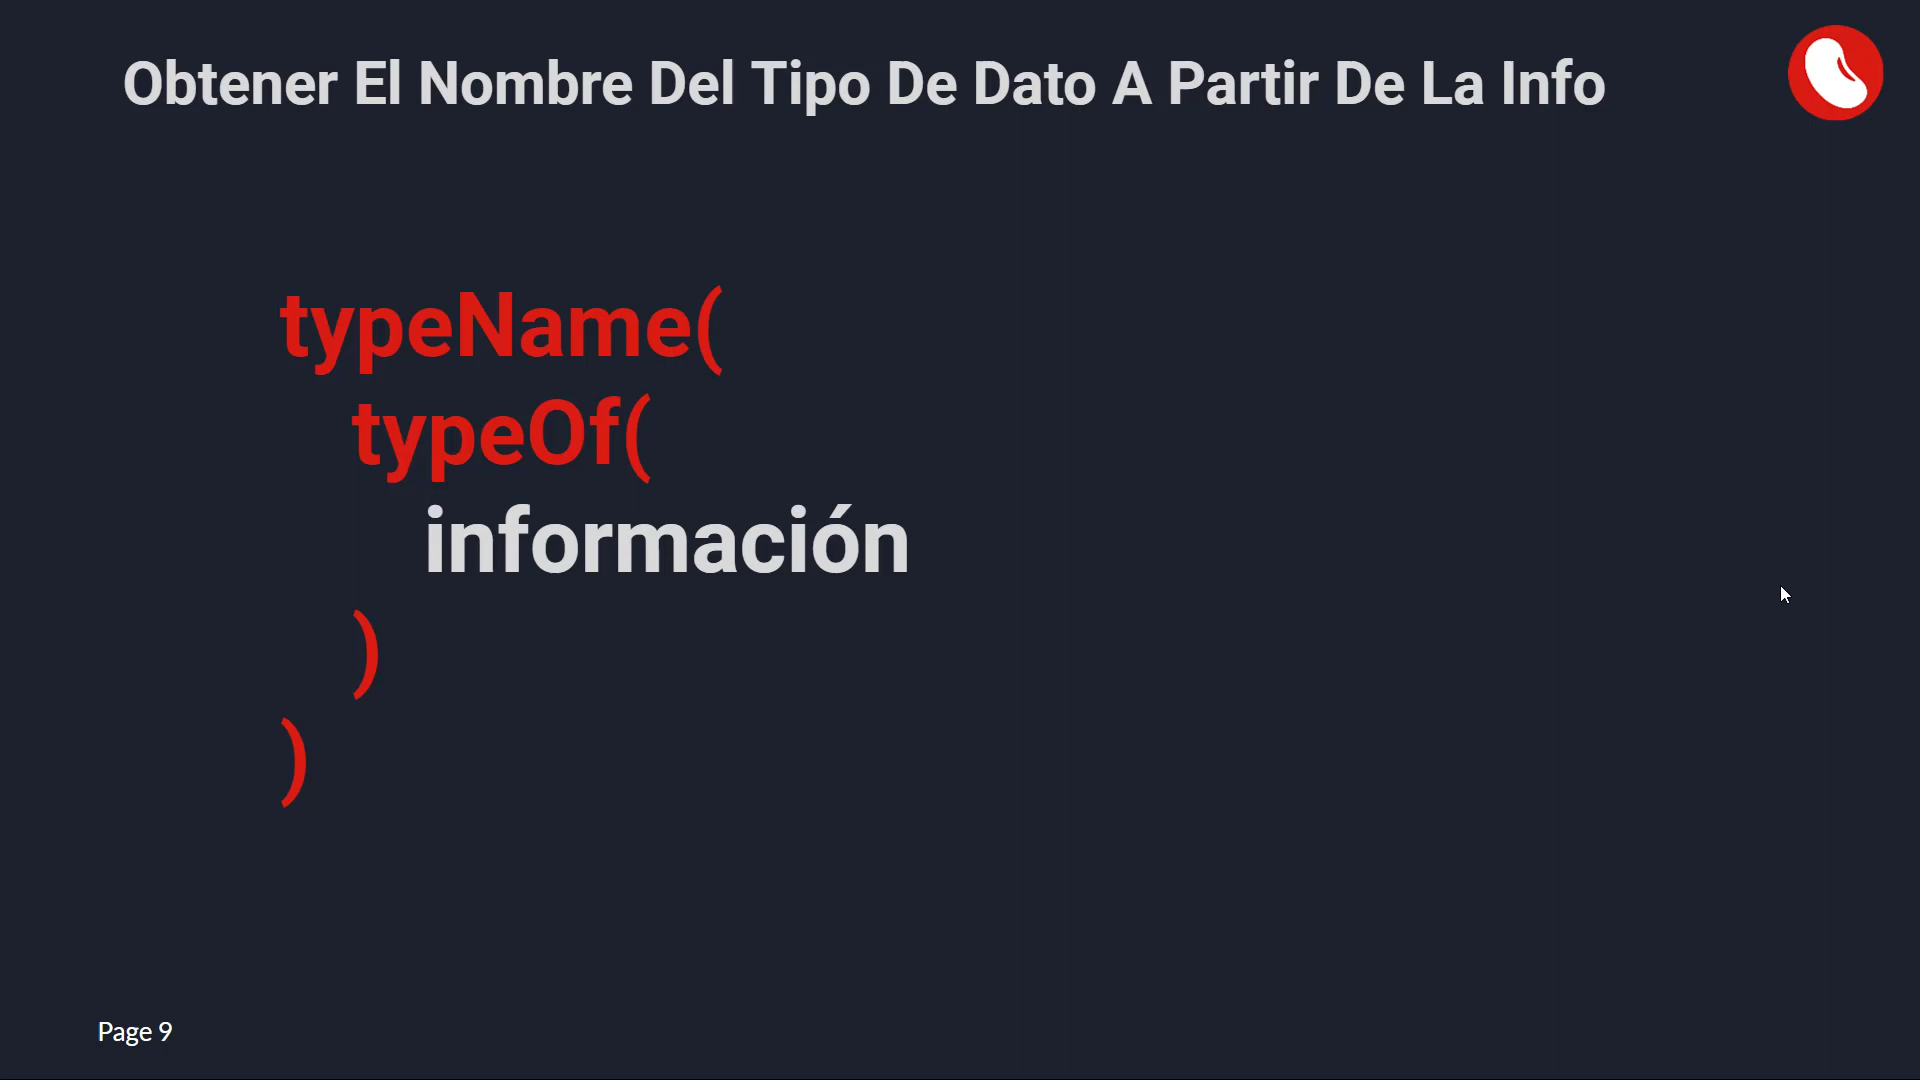 Obtener El Nombre Del Tipo De Dato A Partir De La Info
typeName(
typeOf(
información
)
)
Page 9